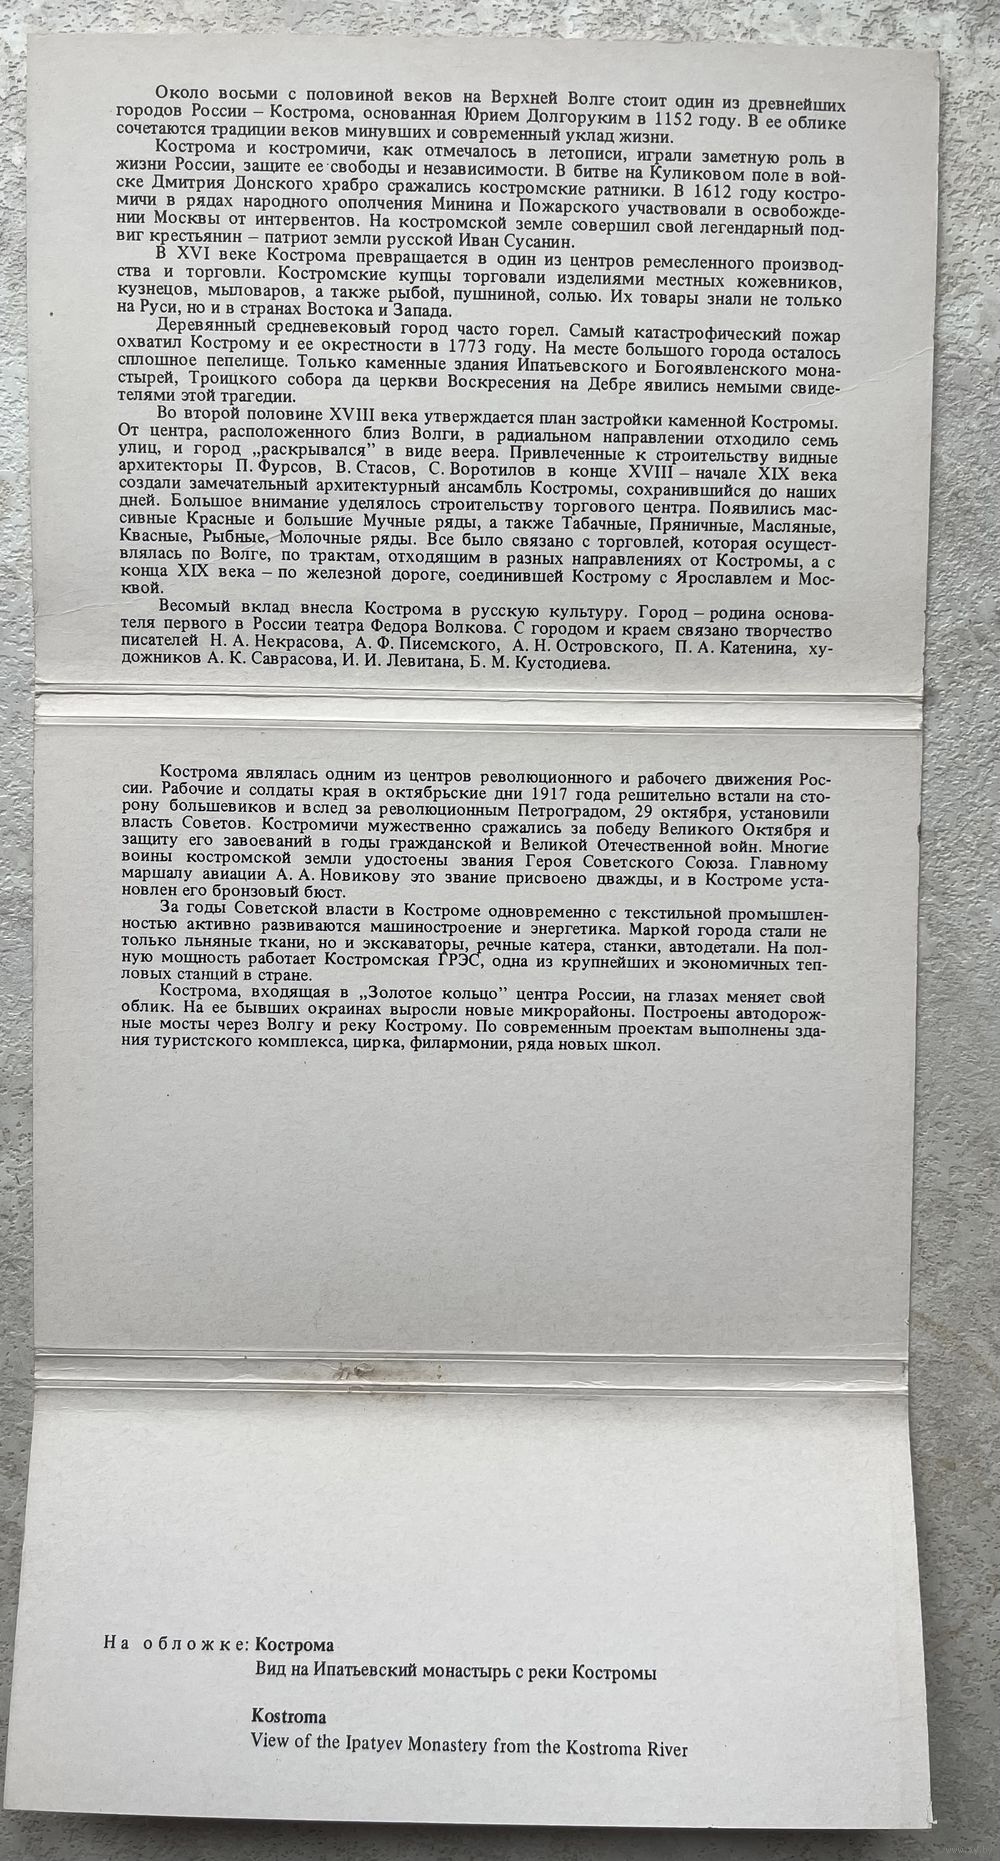 Около восьми с половиной веков на Верхней Волге стоит один из древнейших
городов России – Кострома, основанная Юрием Долгоруким в 1152 году. В ее облике
сочетаются традиции веков минувших и современный уклад жизни.
Кострома и костромичи, как отмечалось в летописи, играли заметную роль в
жизни России, защите ее свободы и независимости. В битве на Куликовом поле в вой-
ске Дмитрия Донского храбро сражались костромские ратники. В 1612 году костро-
мичи в рядах народного ополчения Минина и Пожарского участвовали в освобожде-
нии Москвы от интервентов. На костромской земле совершил свой легендарный под-
виг крестьянин – патриот земли русской Иван Сусанин.
В XVI веке Кострома превращается в один из центров ремесленного производ-
ства и торговли. Костромские купцы торговали изделиями местных кожевников,
кузнецов, мыловаров, а также рыбой, пушниной, солью. Их товары знали не только
на Руси, но и в странах Востока и Запада.
Деревянный средневековый город часто горел. Самый катастрофический пожар
охватил Кострому и ее окрестности в 1773 году. На месте большого города осталось
сплошное пепелище. Только каменные здания Ипатьевского и Богоявленского мона-
стырей, Троицкого собора да церкви Воскресения на Дебре явились немыми свиде-
телями этой трагедии.
Во второй половине XVIII века утверждается план застройки каменной Костромы.
От центра, расположенного близ Волги, в радиальном направлении отходило семь
улиц, и город „раскрывался” в виде веера. Привлеченные к строительству видные
архитекторы П. Фурсов, В. Стасов, С. Воротилов в конце XVIII – начале XIX века
создали замечательный архитектурный ансамбль Костромы, сохранившийся до наших
дней. Большое внимание уделялось строительству торгового центра. Появились мас-
сивные Красные и большие Мучные ряды, а также Табачные, Пряничные, Масляные,
Квасные, Рыбные, Молочные ряды. Все было связано с торговлей, которая осущест-
влялась по Волге, по трактам, отходящим в разных направлениях от Костромы, а с
конца XIX века – по железной дороге, соединившей Кострому с Ярославлем и Мос-
квой.
Весомый вклад внесла Кострома в русскую культуру. Город – родина основа-
теля первого в России театра Федора Волкова. С городом и краем связано творчество
писателей Н. А. Некрасова, А. Ф. Писемского, А. Н. Островского, П. А. Катенина, ху-
дожников А. К. Саврасова, И. И. Левитана, Б. М. Кустодиева.
Кострома являлась одним из центров революционного и рабочего движения Рос-
сии. Рабочие и солдаты края в октябрьские дни 1917 года решительно встали на сто-
рону большевиков и вслед за революционным Петроградом, 29 октября, установили
власть Советов. Костромичи мужественно сражались за победу Великого Октября и
защиту его завоеваний в годы гражданской и Великой Отечественной войн. Многие
воины костромской земли удостоены звания Героя Советского Союза. Главному
маршалу авиации А. А. Новикову это звание присвоено дважды, и в Костроме уста-
новлен его бронзовый бюст.
За годы Советской власти в Костроме одновременно с текстильной промышлен-
ностью активно развиваются машиностроение и энергетика. Маркой города стали не
только льняные ткани, но и экскаваторы, речные катера, станки, автодетали. На пол-
ную мощность работает Костромская ГРЭС, одна из крупнейших и экономичных теп-
ловых станций в стране.
Кострома, входящая в „Золотое кольцо” центра России, на глазах меняет свой
облик. На ее бывших окраинах выросли новые микрорайоны. Построены автодорож-
ные мосты через Волгу и реку Кострому. По современным проектам выполнены зда-
ния туристского комплекса, цирка, филармонии, ряда новых школ.
На обложке: Кострома
Вид на Ипатьевский монастырь с реки Костромы
Kostroma
View of the Ipatyev Monastery from the Kostroma River